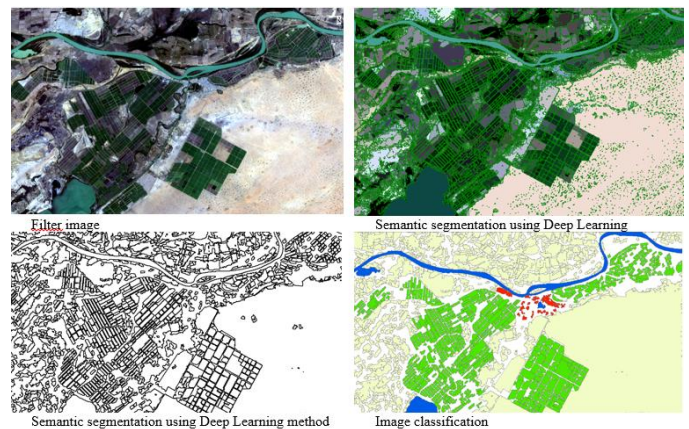 Filter image
Semantic segmentation using Deep Learning
Semantic segmentation using Deep Learning method
Image classification